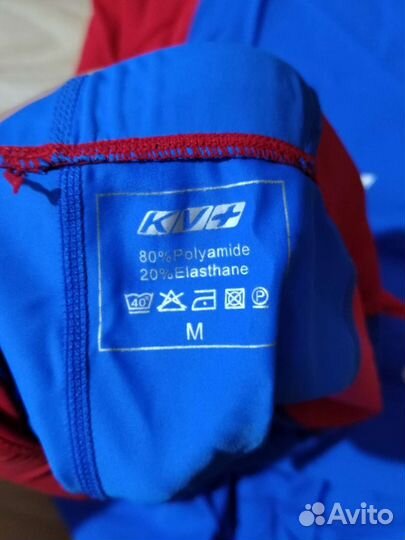 KV+
80% Polyamide
20% Elasthane
40°
P
M
Avito